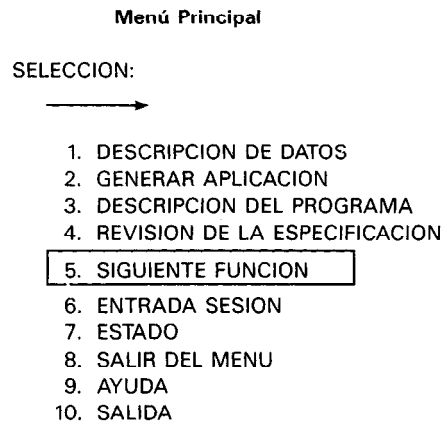 Menú Principal
SELECCION:
1. DESCRIPCION DE DATOS
2. GENERAR APLICACION
3. DESCRIPCION DEL PROGRAMA
4. REVISION DE LA ESPECIFICACION
5. SIGUIENTE FUNCION
6. ENTRADA SESION
7. ESTADO
8. SALIR DEL MENU
9. AYUDA
10. SALIDA